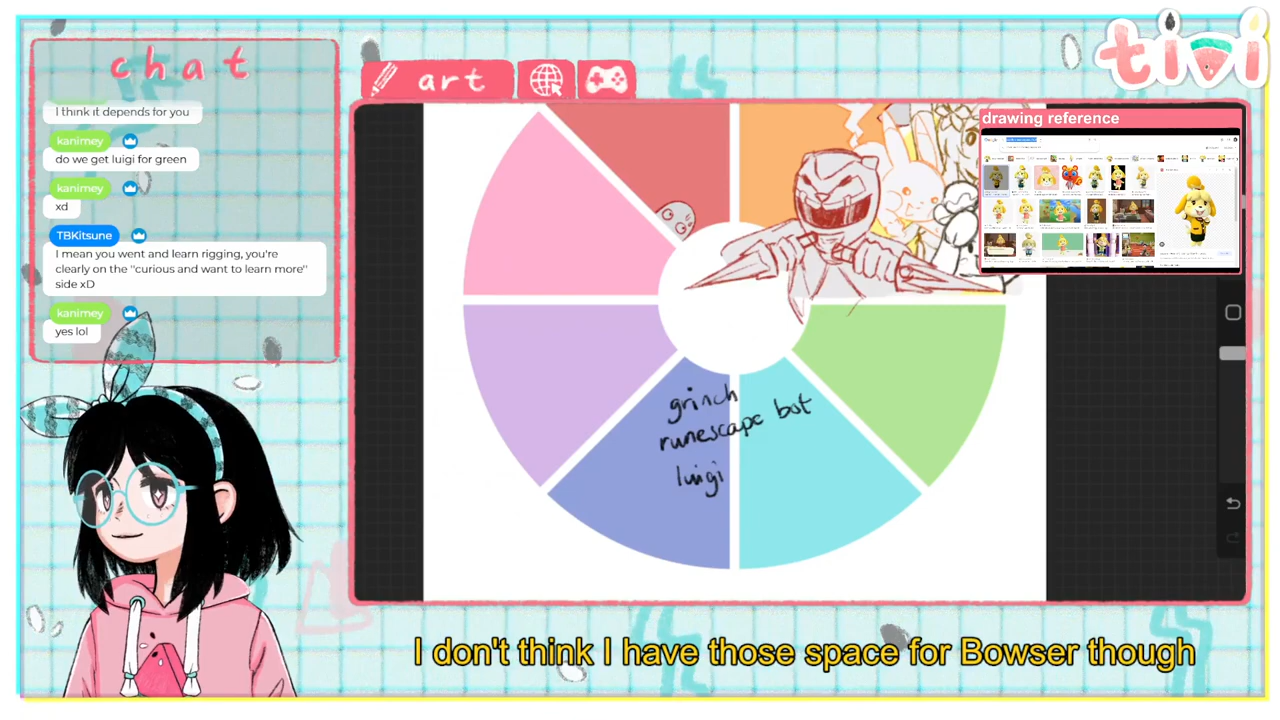 tivi
chat
art
drawing reference
I think it depends for you
kanimey
do we get luigi for green
kanimey
xd
TBKitsune
I mean you went and learn rigging, you're
clearly on the "curious and want to learn more"
side xD
kanimey
yes lol
grinch
runescape bot
luigi
I don't think I have those space for Bowser though